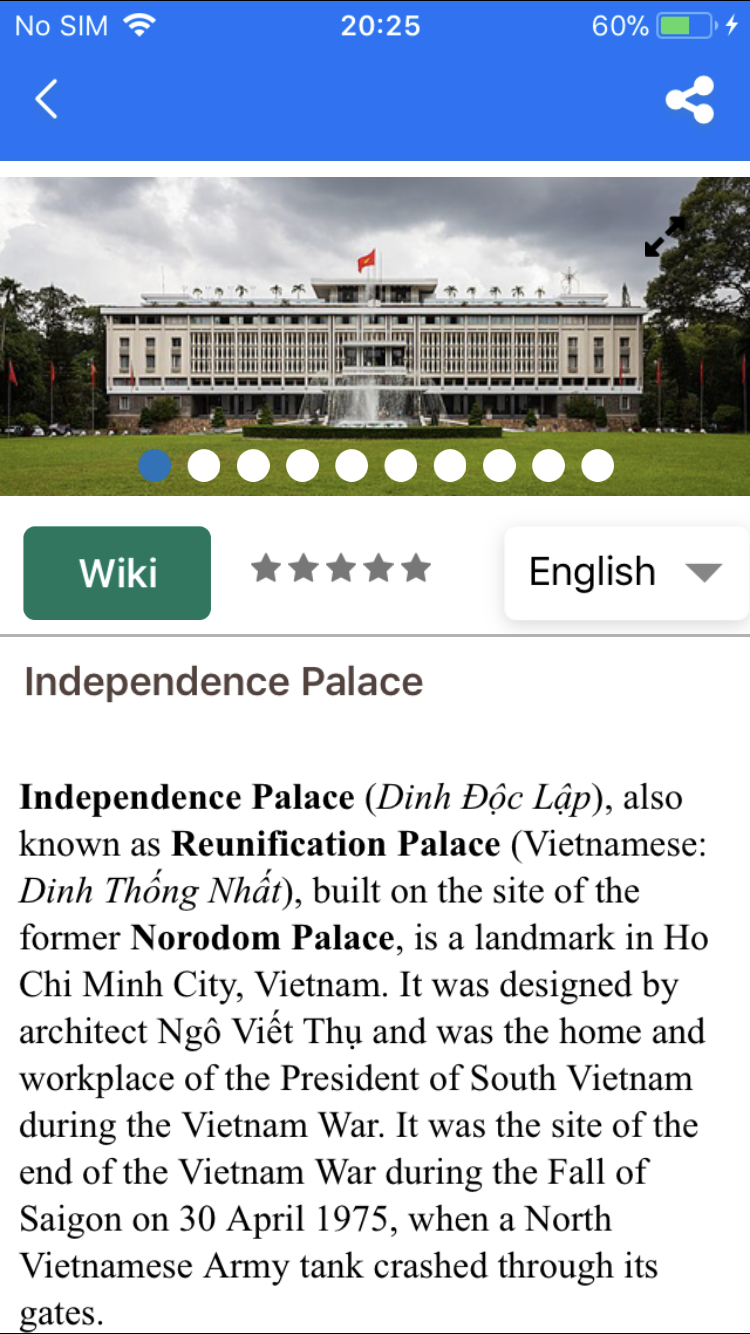 No SIM 20:25 60%
Wiki English
Independence Palace
Independence Palace (Dinh Độc Lập), also
known as Reunification Palace (Vietnamese:
Dinh Thống Nhất), built on the site of the
former Norodom Palace, is a landmark in Ho
Chi Minh City, Vietnam. It was designed by
architect Ngô Viết Thụ and was the home and
workplace of the President of South Vietnam
during the Vietnam War. It was the site of the
end of the Vietnam War during the Fall of
Saigon on 30 April 1975, when a North
Vietnamese Army tank crashed through its
gates.